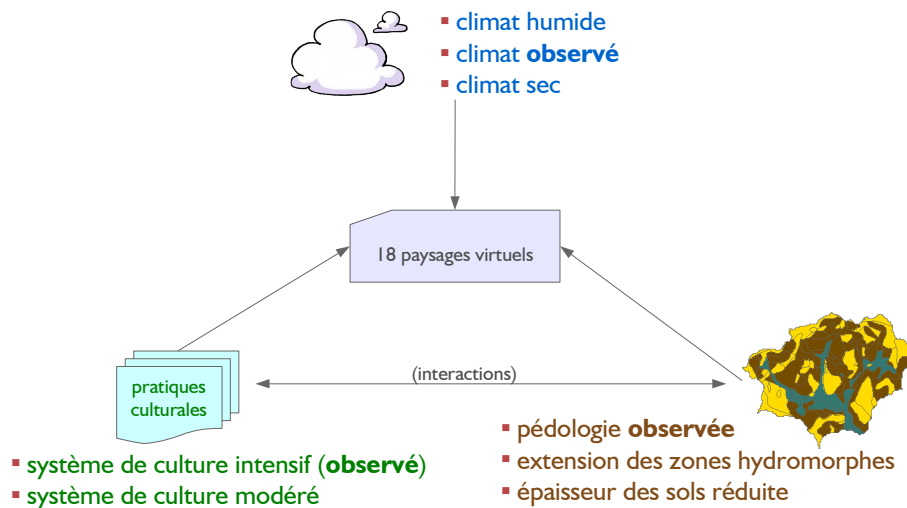 ▪ climat humide
▪ climat observé
▪ climat sec
18 paysages virtuels
(interactions)
pratiques
culturales
▪ système de culture intensif (observé)
▪ système de culture modéré
▪ pédologie observée
▪ extension des zones hydromorphes
▪ épaisseur des sols réduite